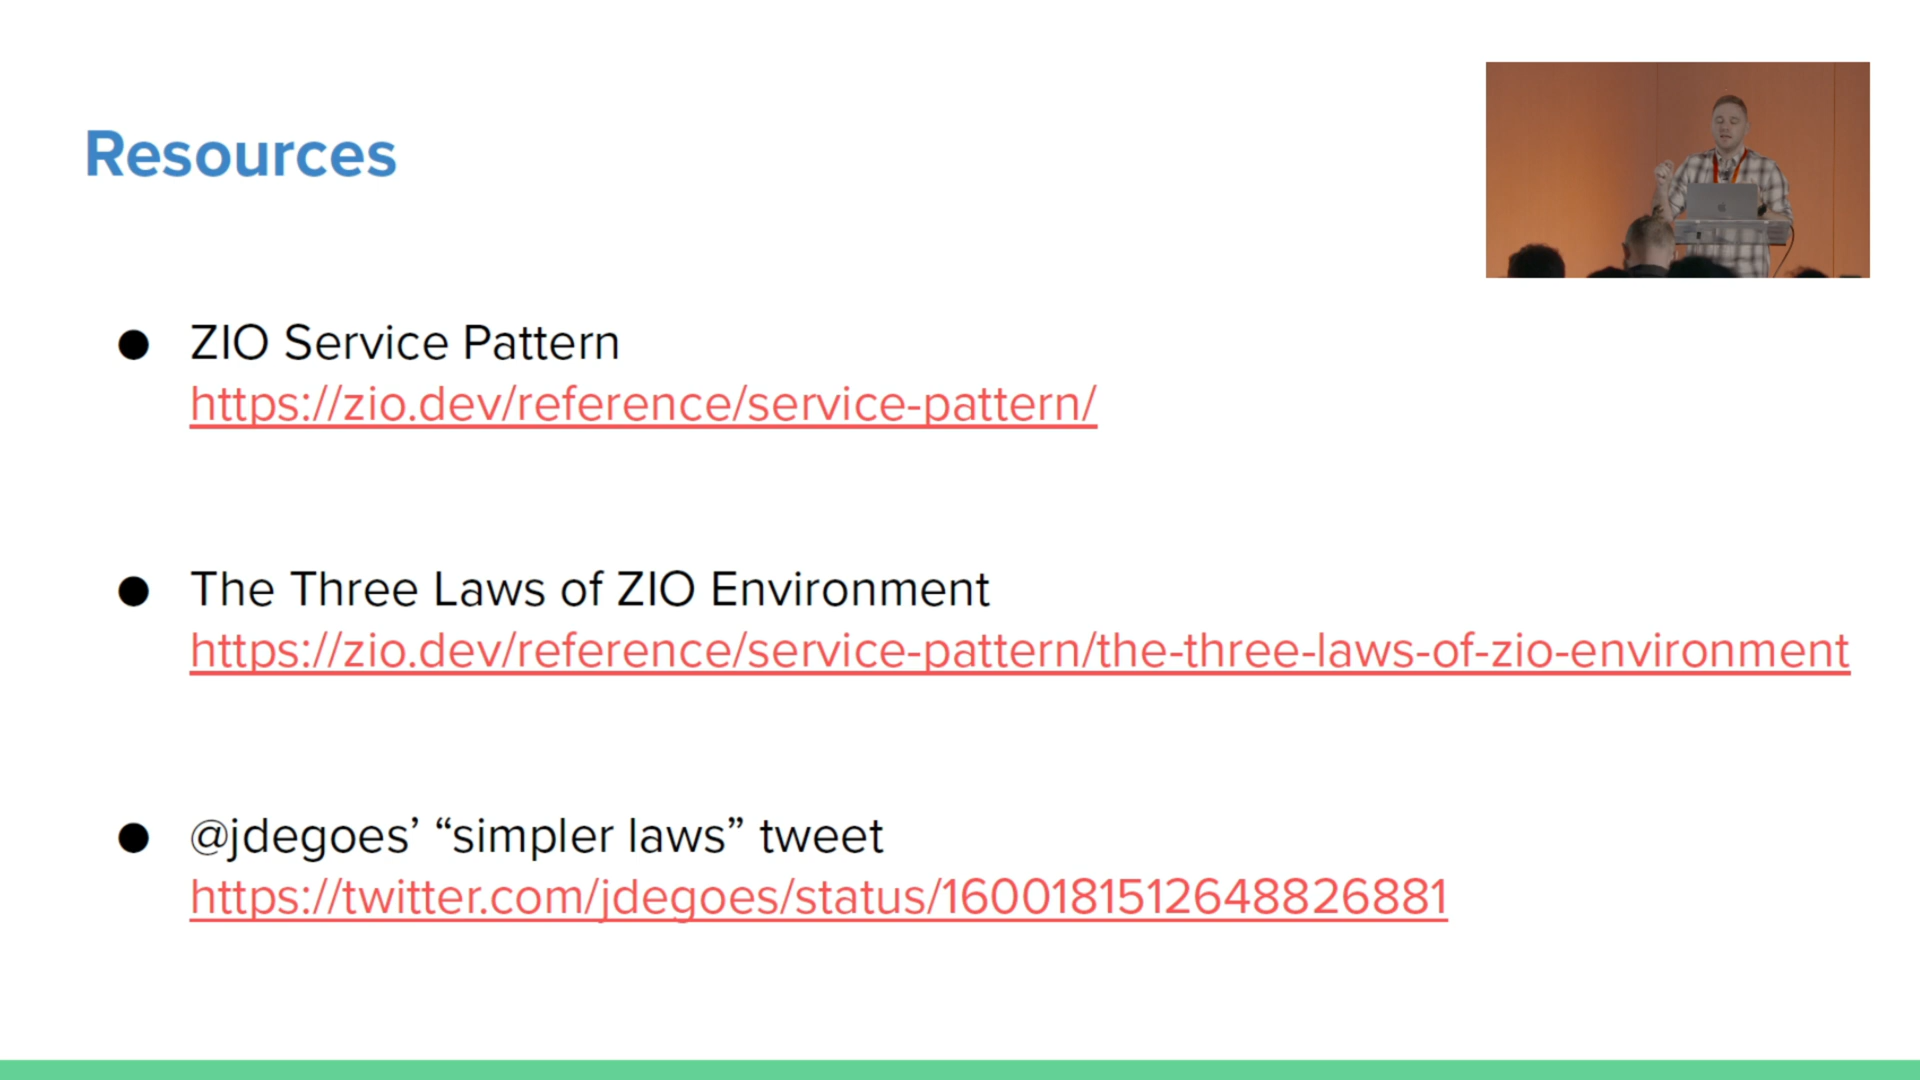 Resources
ZIO Service Pattern
https://zio.dev/reference/service-pattern/
The Three Laws of ZIO Environment
https://zio.dev/reference/service-pattern/the-three-laws-of-zio-environment
@jdegoes’ “simpler laws” tweet
https://twitter.com/jdegoes/status/1600181512648826881